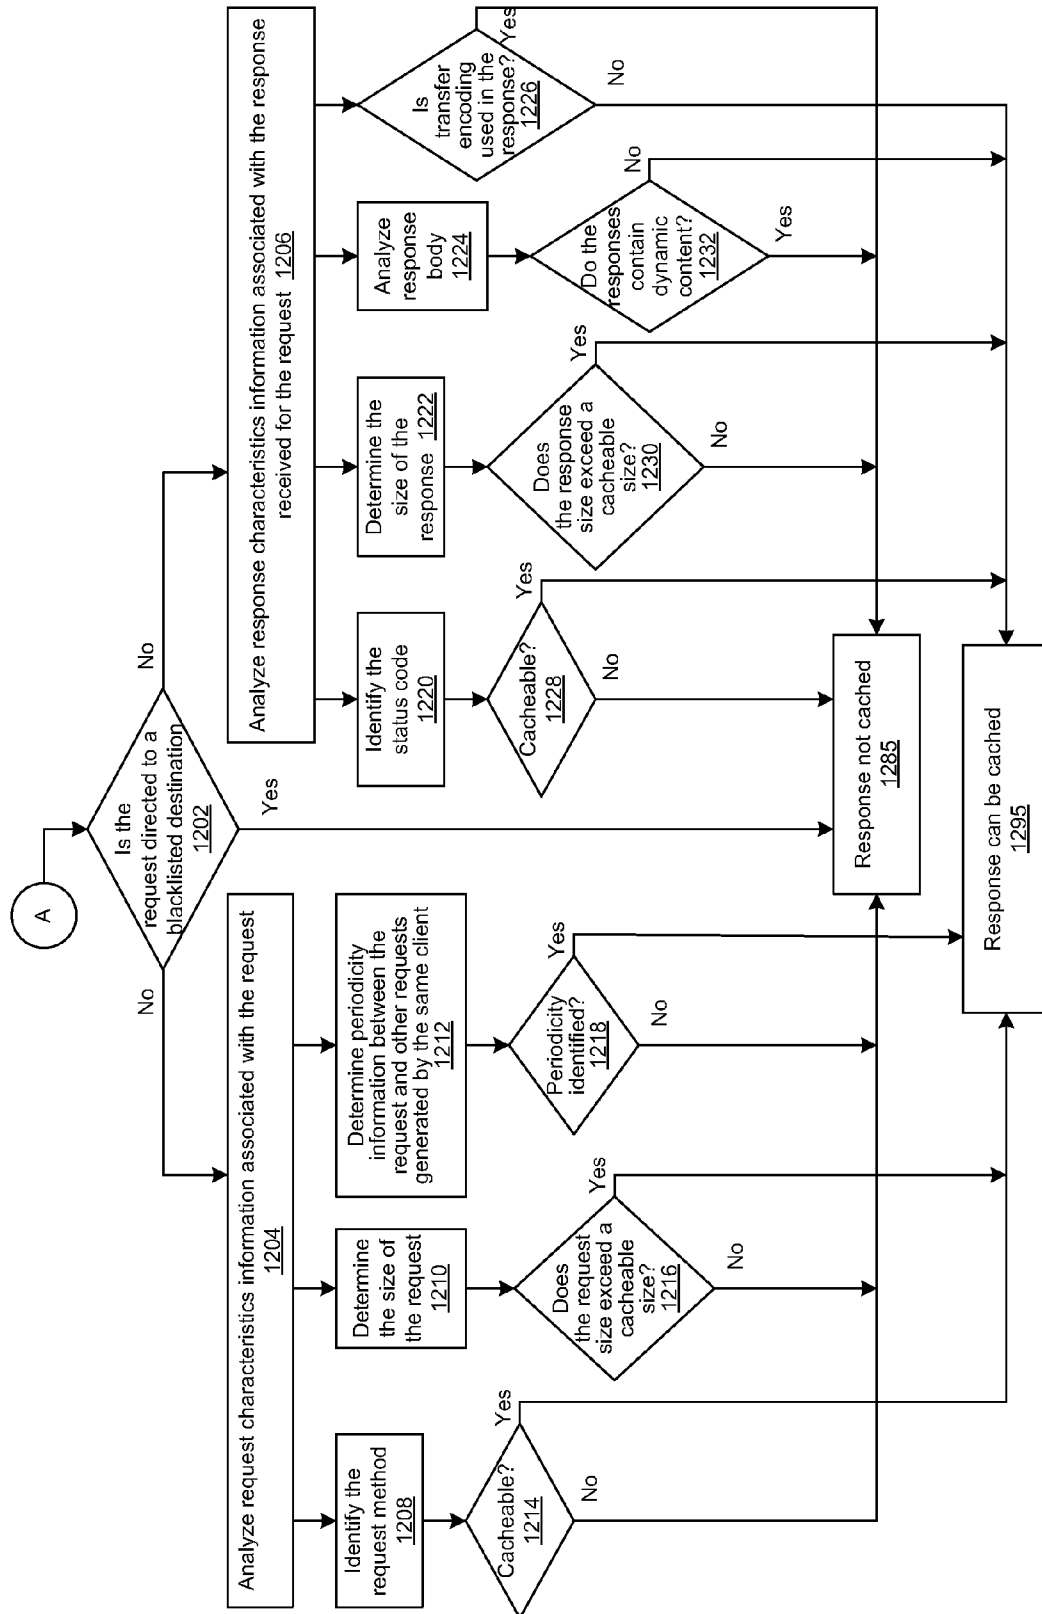 A
Is the
request directed to a
blacklisted destination
1202
No
No
Yes
Analyze request characteristics information associated with the request
1204
Analyze response characteristics information associated with the response
received for the request 1206
Identify the
request method
1208
Determine
the size of
the request
1210
Determine periodicity
information between the
request and other requests
generated by the same client
1212
Identify the
status code
1220
Determine the
size of the
response 1222
Analyze
response
body
1224
Is
transfer
encoding
used in the
response?
1226
Yes
No
Cacheable?
1214
Yes
No
Does
the request
size exceed a
cacheable
size?
1216
Yes
No
Periodicity
identified?
1218
Yes
No
Cacheable?
1228
Yes
No
Does
the response
size exceed a
cacheable
size?
1230
Yes
No
Do the
responses
contain
dynamic
content?
1232
No
Yes
Response not cached
1285
Response can be cached
1295